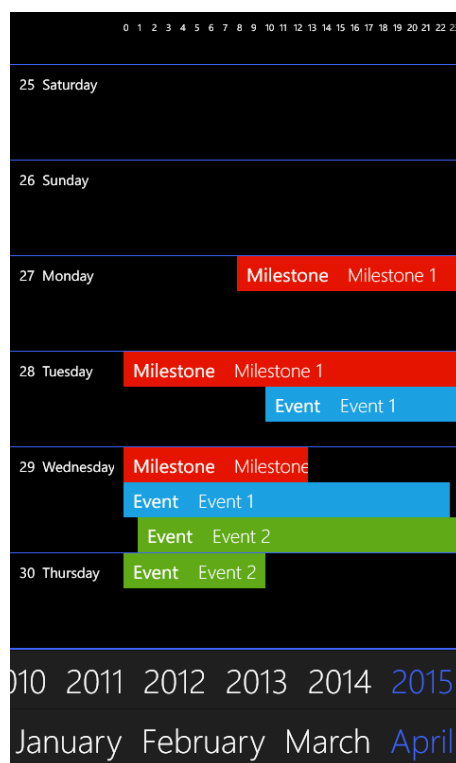 0 1 2 3 4 5 6 7 8 9 10 11 12 13 14 15 16 17 18 19 20 21 22
25 Saturday
26 Sunday
27 Monday Milestone Milestone 1
28 Tuesday Milestone Milestone 1
Event Event 1
29 Wednesday Milestone Milestone
Event Event 1
Event Event 2
30 Thursday Event Event 2
010 2011 2012 2013 2014 2015
January February March April